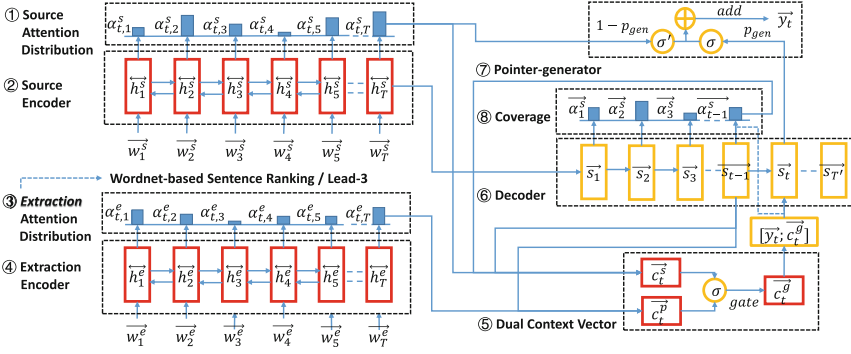 ① Source
Attention
Distribution
α^s_{t,1} α^s_{t,2} α^s_{t,3} α^s_{t,4} α^s_{t,5} α^s_{t,T}
② Source
Encoder
h^s_1 h^s_2 h^s_3 h^s_4 h^s_5 h^s_T
w^s_1 w^s_2 w^s_3 w^s_4 w^s_5 w^s_T
Wordnet-based Sentence Ranking / Lead-3
③ Extraction
Attention
Distribution
α^e_{t,1} α^e_{t,2} α^e_{t,3} α^e_{t,4} α^e_{t,5} α^e_{t,T}
④ Extraction
Encoder
h^e_1 h^e_2 h^e_3 h^e_4 h^e_5 h^e_T
w^e_1 w^e_2 w^e_3 w^e_4 w^e_5 w^e_T
add y_t
1 − p_gen σ′ σ p_gen
⑦ Pointer-generator
α^s_1 α^s_2 α^s_3 α^s_{t−1}
⑧ Coverage
s_1 s_2 s_3 s_{t−1} s_t s_{T′}
⑥ Decoder
[y_t; c^g_t]
c^s_t
σ gate c^g_t
c^p_t
⑤ Dual Context Vector